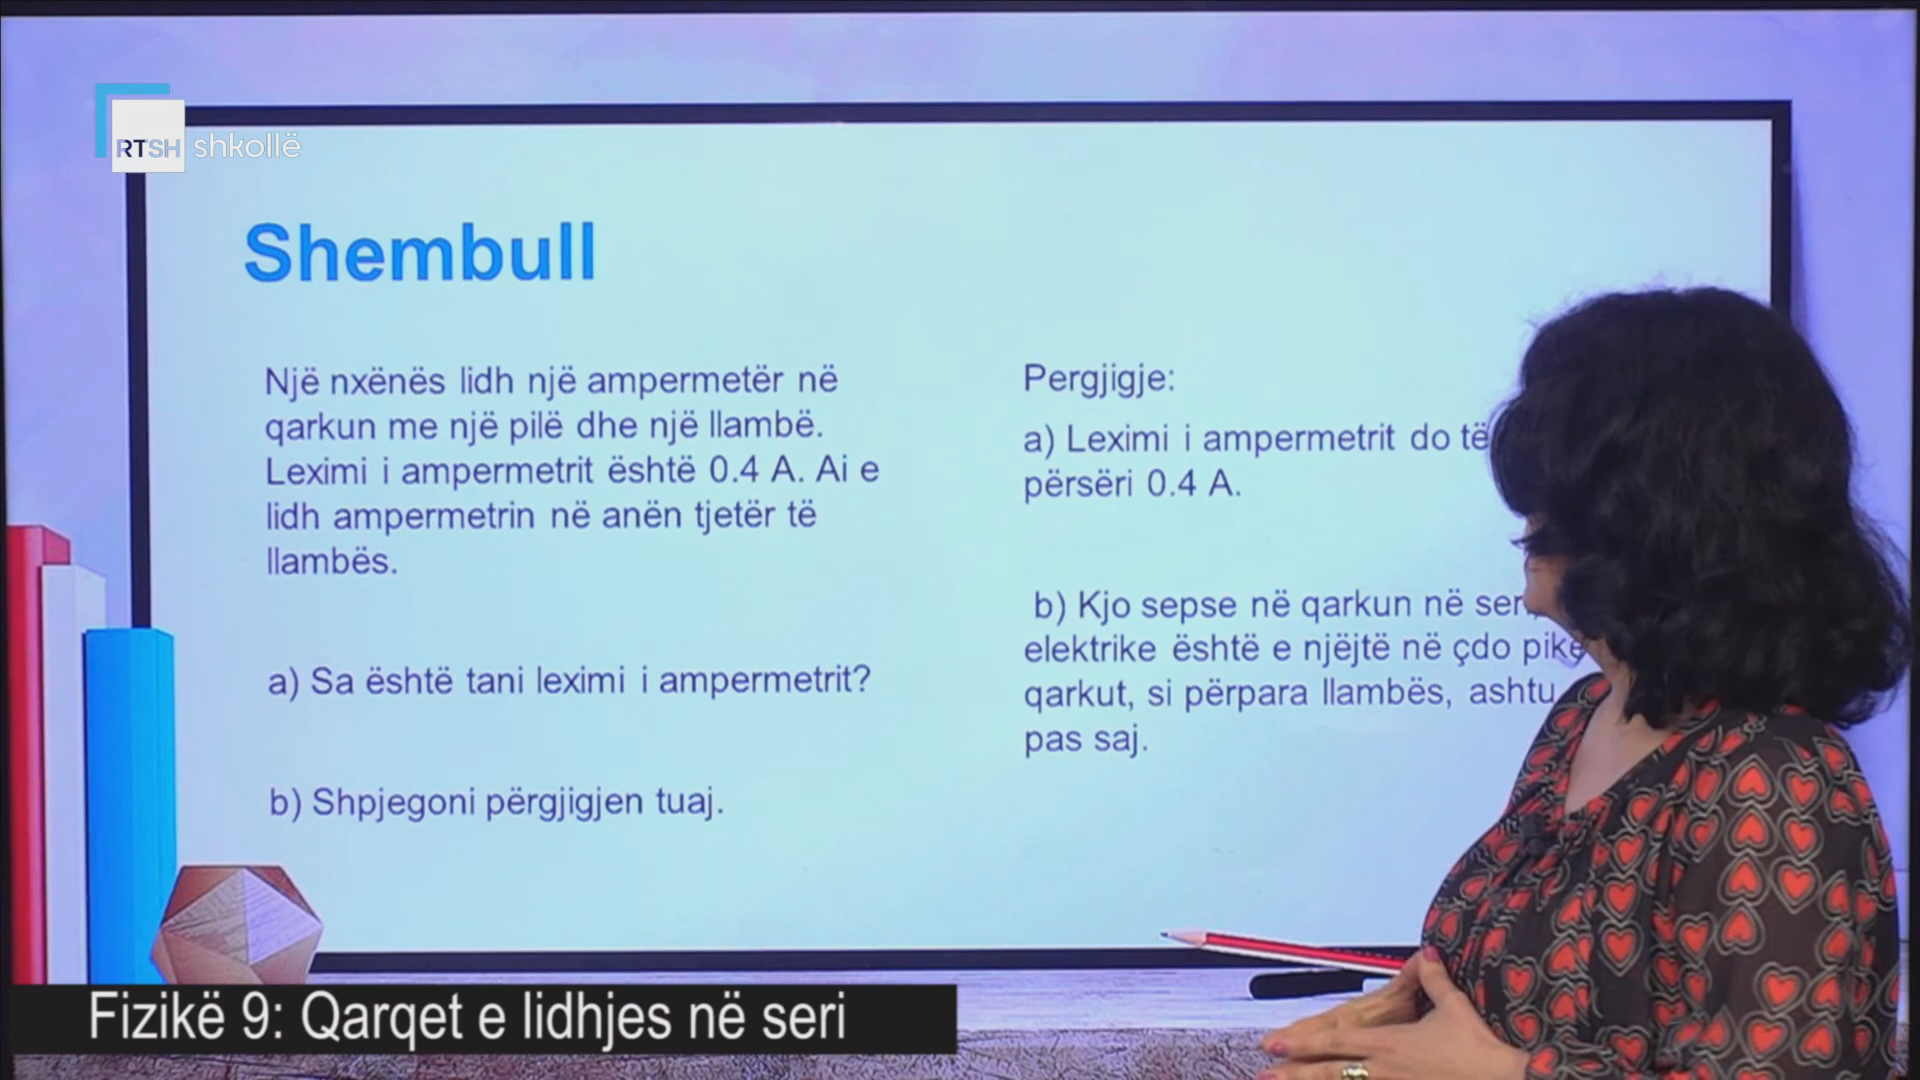 RTSH shkollë
Shembull
Një nxënës lidh një ampermetër në
qarkun me një pilë dhe një llambë.
Leximi i ampermetrit është 0.4 A. Ai e
lidh ampermetrin në anën tjetër të
llambës.
a) Sa është tani leximi i ampermetrit?
b) Shpjegoni përgjigjen tuaj.
Pergjigje:
a) Leximi i ampermetrit do të
përsëri 0.4 A.
b) Kjo sepse në qarkun në
elektrike është e njëjtë në çdo
qarkut, si përpara llambës, ashtu
pas saj.
Fizikë 9: Qarqet e lidhjes në seri